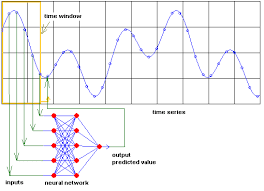 time window
time series
output
predicted value
inputs
neural network